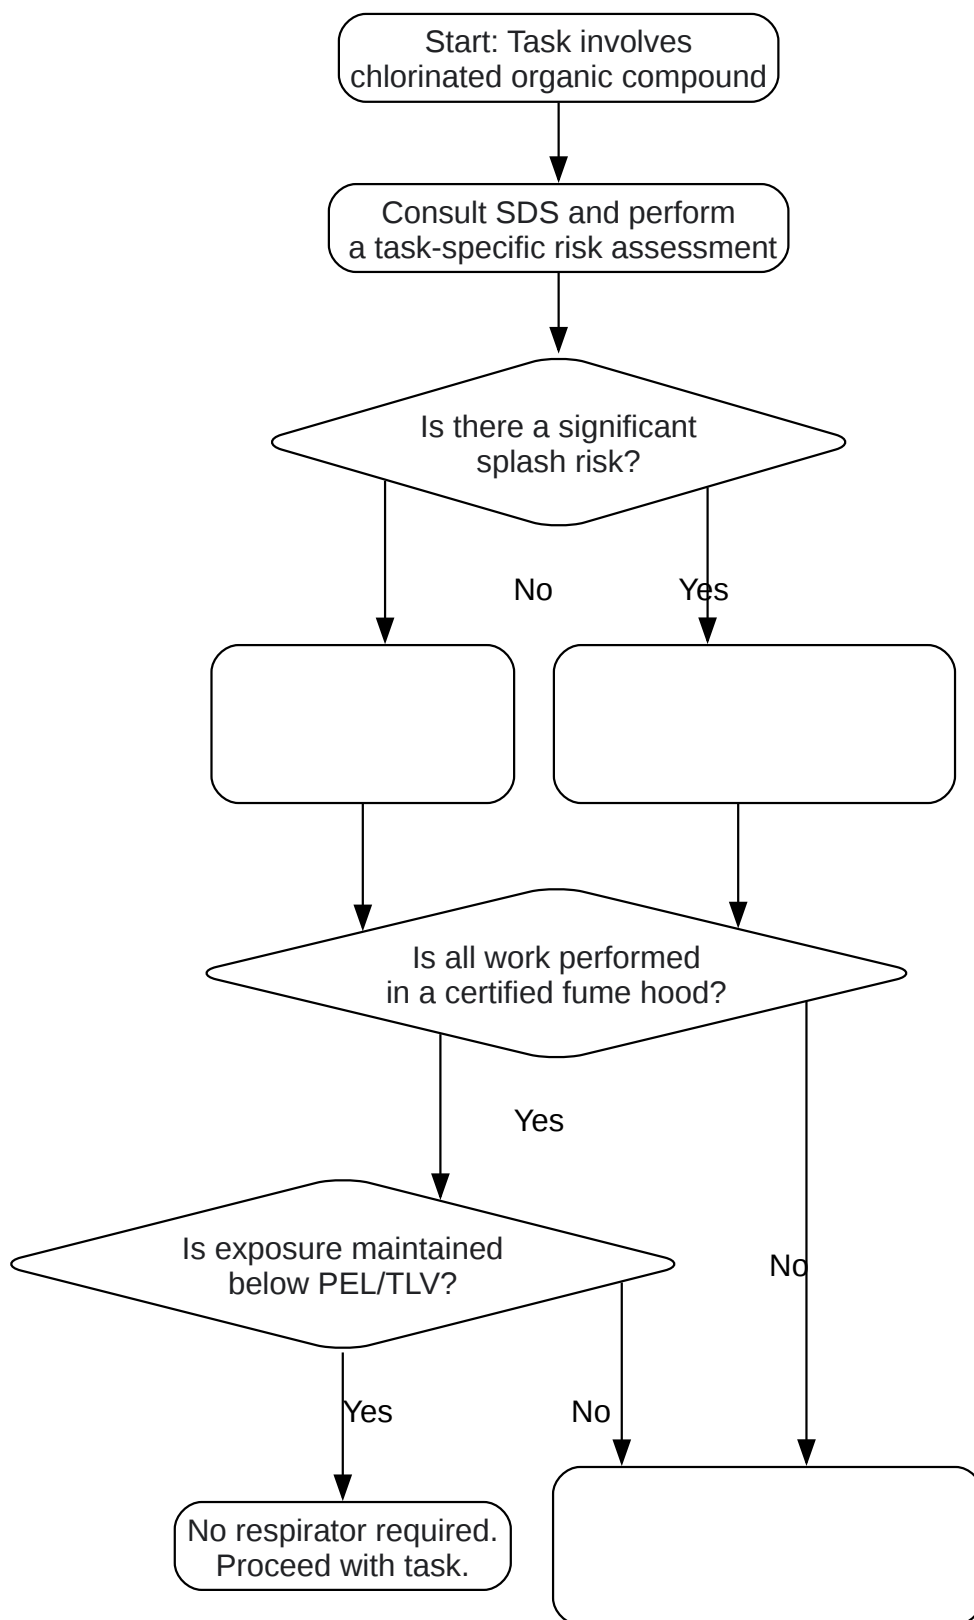 Start: Task involves
chlorinated organic compound
Consult SDS and perform
a task-specific risk assessment
Is there a significant
splash risk?
No
Yes
Is all work performed
in a certified fume hood?
Yes
Is exposure maintained
below PEL/TLV?
No
Yes
No
No respirator required.
Proceed with task.